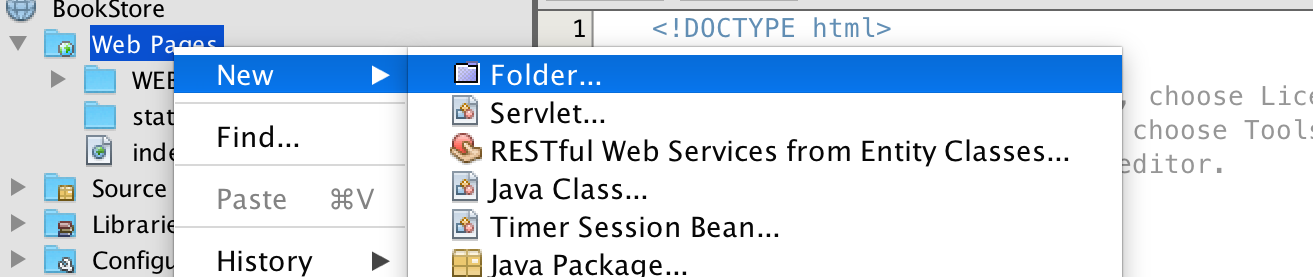 BookStore
1 <!DOCTYPE html>
Web Pages
New
Folder...
WEB
Servlet...
, choose Lice
stat
Find...
RESTful Web Services from Entity Classes...
choose Tools
inde
editor.
Source
Paste ⌘V
Java Class...
Librarie
Timer Session Bean...
Configu
History
Java Package...